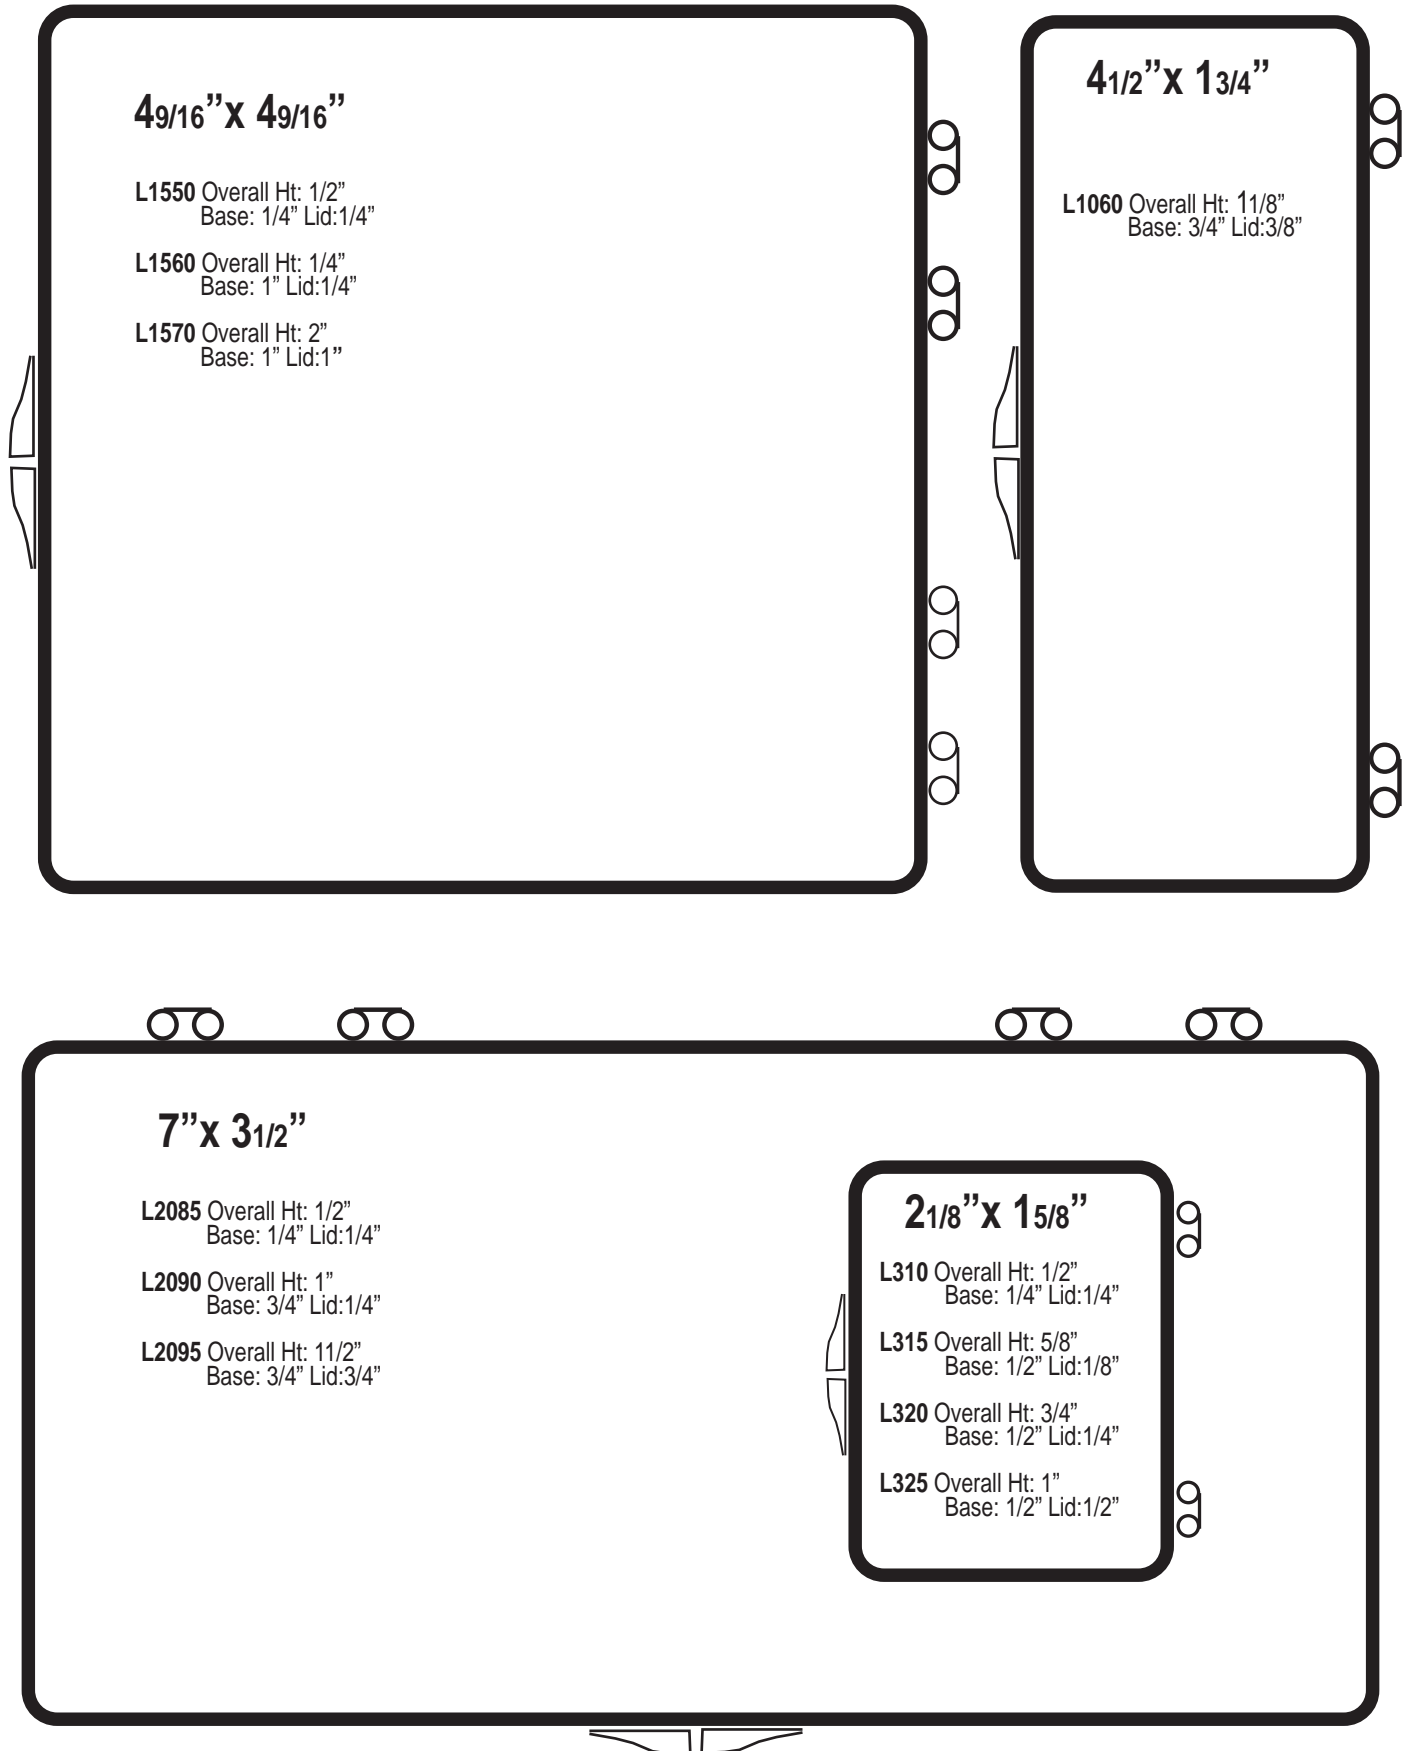 49/16”x 49/16”
L1550 Overall Ht: 1/2”
Base: 1/4” Lid:1/4”
L1560 Overall Ht: 1/4”
Base: 1” Lid:1/4”
L1570 Overall Ht: 2”
Base: 1” Lid:1”
41/2”x 13/4”
L1060 Overall Ht: 11/8”
Base: 3/4” Lid:3/8”
7”x 31/2”
L2085 Overall Ht: 1/2”
Base: 1/4” Lid:1/4”
L2090 Overall Ht: 1”
Base: 3/4” Lid:1/4”
L2095 Overall Ht: 11/2”
Base: 3/4” Lid:3/4”
21/8”x 15/8”
L310 Overall Ht: 1/2”
Base: 1/4” Lid:1/4”
L315 Overall Ht: 5/8”
Base: 1/2” Lid:1/8”
L320 Overall Ht: 3/4”
Base: 1/2” Lid:1/4”
L325 Overall Ht: 1”
Base: 1/2” Lid:1/2”